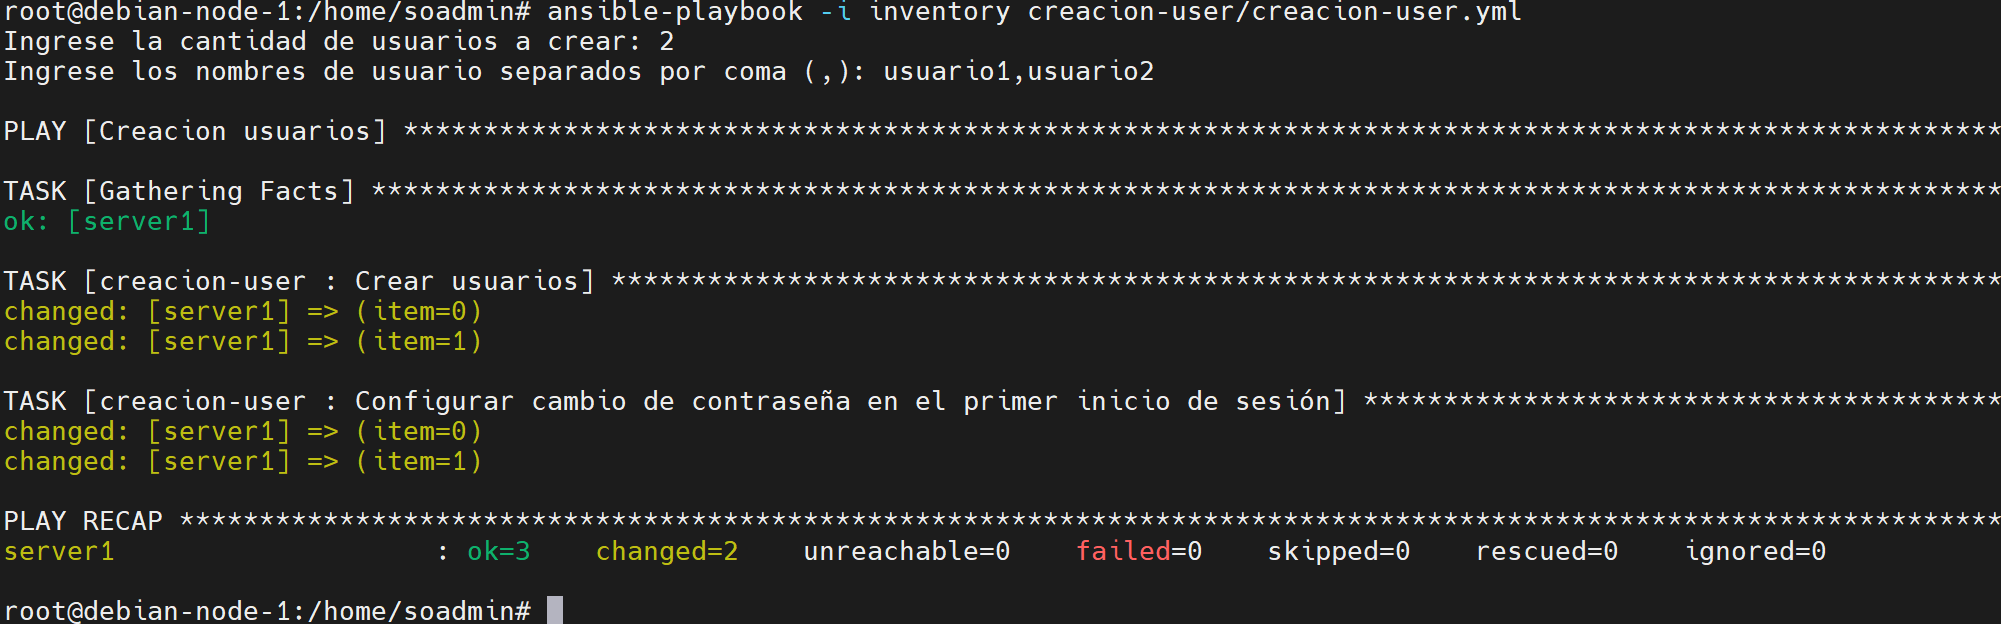 root@debian-node-1:/home/soadmin# ansible-playbook -i inventory creacion-user/creacion-user.yml
Ingrese la cantidad de usuarios a crear: 2
Ingrese los nombres de usuario separados por coma (,): usuario1,usuario2
PLAY [Creacion usuarios] ****************************************************************************************************
TASK [Gathering Facts] ******************************************************************************************************
ok: [server1]
TASK [creacion-user : Crear usuarios] ***************************************************************************************
changed: [server1] => (item=0)
changed: [server1] => (item=1)
TASK [creacion-user : Configurar cambio de contraseña en el primer inicio de sesión] ****************************************
changed: [server1] => (item=0)
changed: [server1] => (item=1)
PLAY RECAP ******************************************************************************************************************
server1                    : ok=3    changed=2    unreachable=0    failed=0    skipped=0    rescued=0    ignored=0
root@debian-node-1:/home/soadmin#